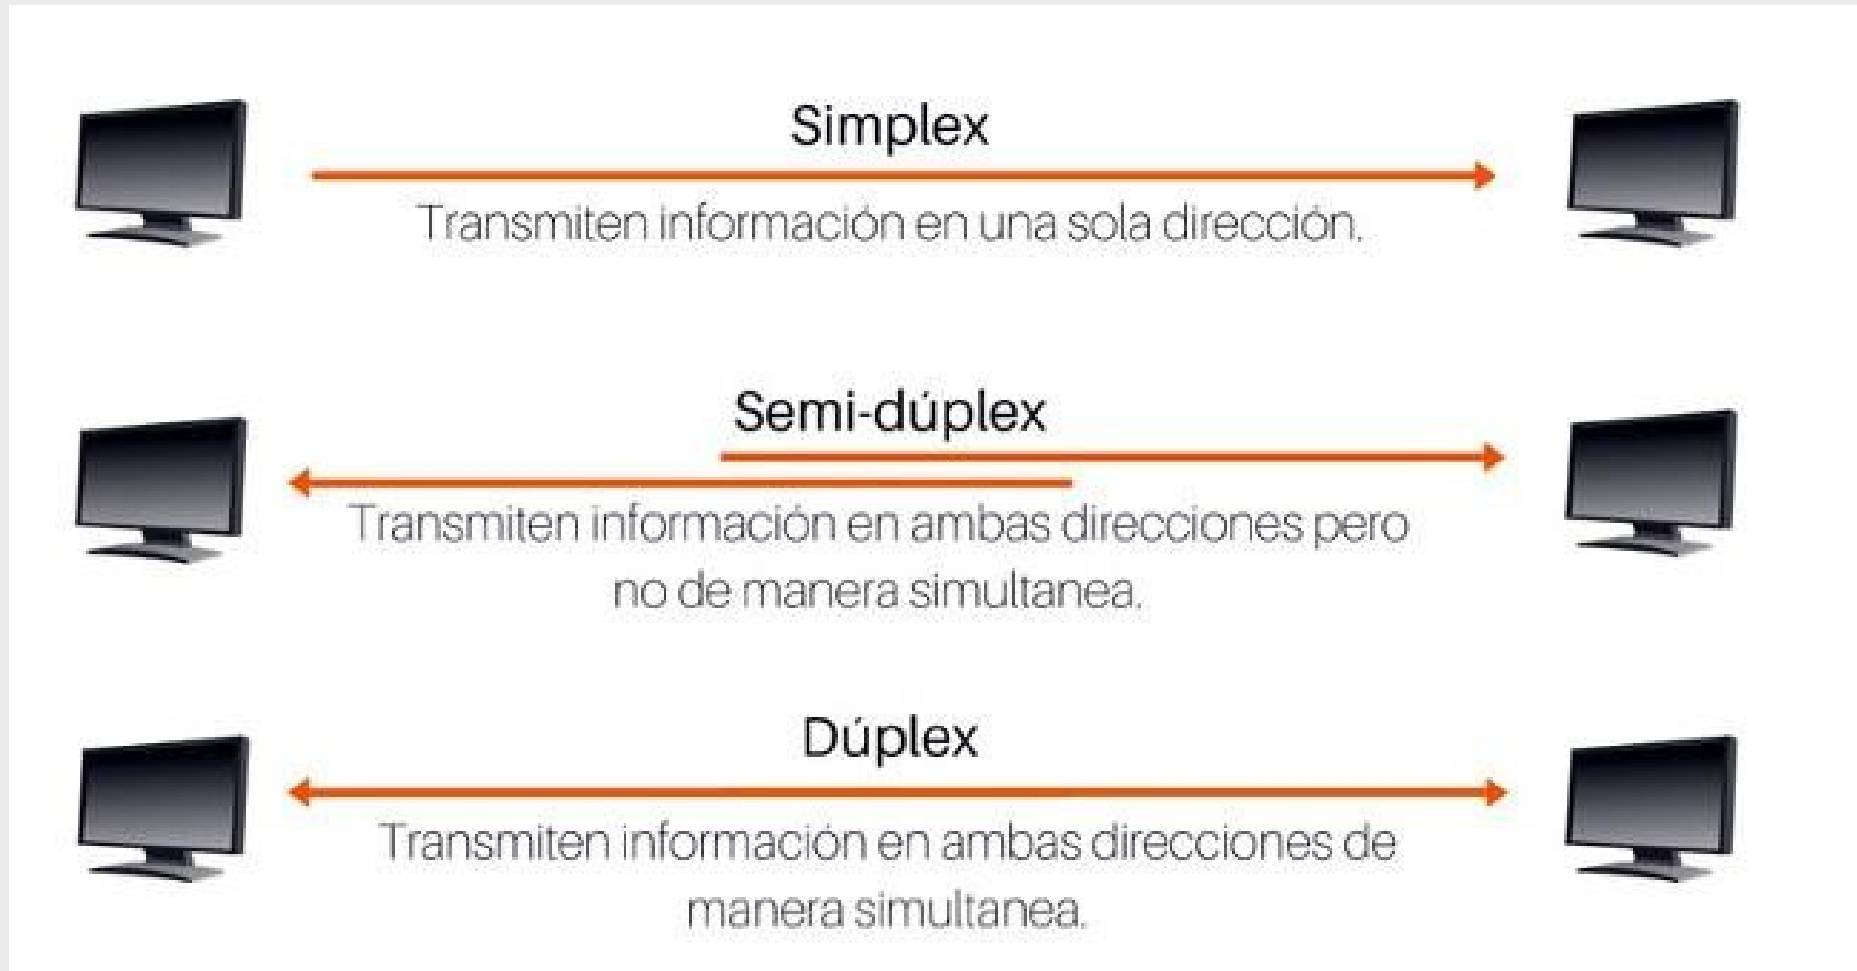 Simplex
Transmiten información en una sola dirección.
Semi-dúplex
Transmiten información en ambas direcciones pero
no de manera simultanea.
Dúplex
Transmiten información en ambas direcciones de
manera simultanea.